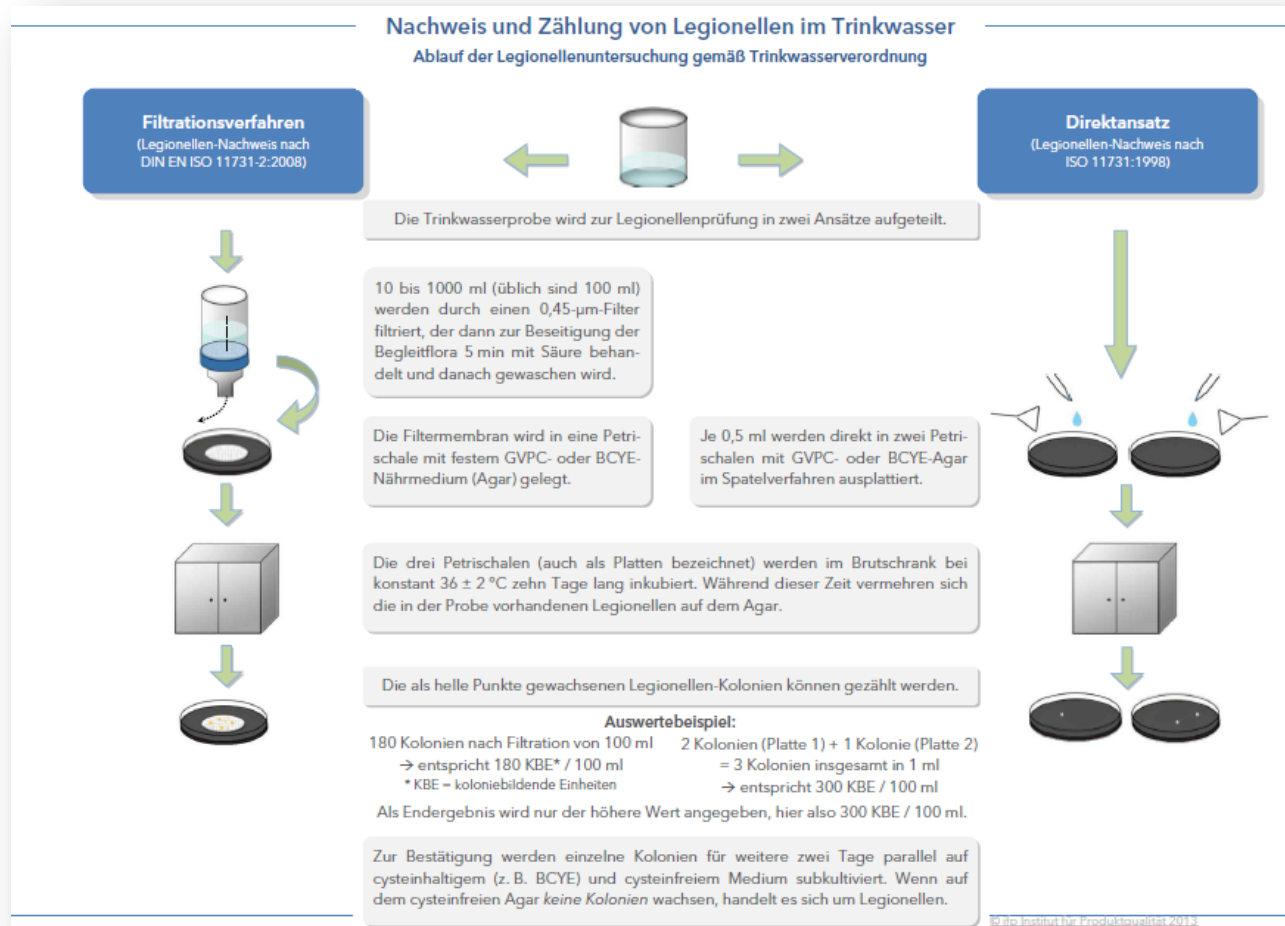 Nachweis und Zählung von Legionellen im Trinkwasser
Ablauf der Legionellenuntersuchung gemäß Trinkwasserverordnung
Filtrationsverfahren
(Legionellen-Nachweis nach
DIN EN ISO 11731-2:2008)
Direktansatz
(Legionellen-Nachweis nach
ISO 11731:1998)
Die Trinkwasserprobe wird zur Legionellenprüfung in zwei Ansätze aufgeteilt.
10 bis 1000 ml (üblich sind 100 ml)
werden durch einen 0,45-µm-Filter
filtriert, der dann zur Beseitigung der
Begleitflora 5 min mit Säure behan-
delt und danach gewaschen wird.
Die Filtermembran wird in eine Petri-
schale mit festem GVPC- oder BCYE-
Nährmedium (Agar) gelegt.
Je 0,5 ml werden direkt in zwei Petri-
schalen mit GVPC- oder BCYE-Agar
im Spatelverfahren ausplattiert.
Die drei Petrischalen (auch als Platten bezeichnet) werden im Brutschrank bei
konstant 36 ± 2 °C zehn Tage lang inkubiert. Während dieser Zeit vermehren sich
die in der Probe vorhandenen Legionellen auf dem Agar.
Die als helle Punkte gewachsenen Legionellen-Kolonien können gezählt werden.
Auswertebeispiel:
180 Kolonien nach Filtration von 100 ml
→ entspricht 180 KBE* / 100 ml
* KBE = koloniebildende Einheiten
2 Kolonien (Platte 1) + 1 Kolonie (Platte 2)
= 3 Kolonien insgesamt in 1 ml
→ entspricht 300 KBE / 100 ml
Als Endergebnis wird nur der höhere Wert angegeben, hier also 300 KBE / 100 ml.
Zur Bestätigung werden einzelne Kolonien für weitere zwei Tage parallel auf
cysteinhaltigem (z. B. BCYE) und cysteinfreiem Medium subkultiviert. Wenn auf
dem cysteinfreien Agar keine Kolonien wachsen, handelt es sich um Legionellen.
© ifp Institut für Produktqualität 2013